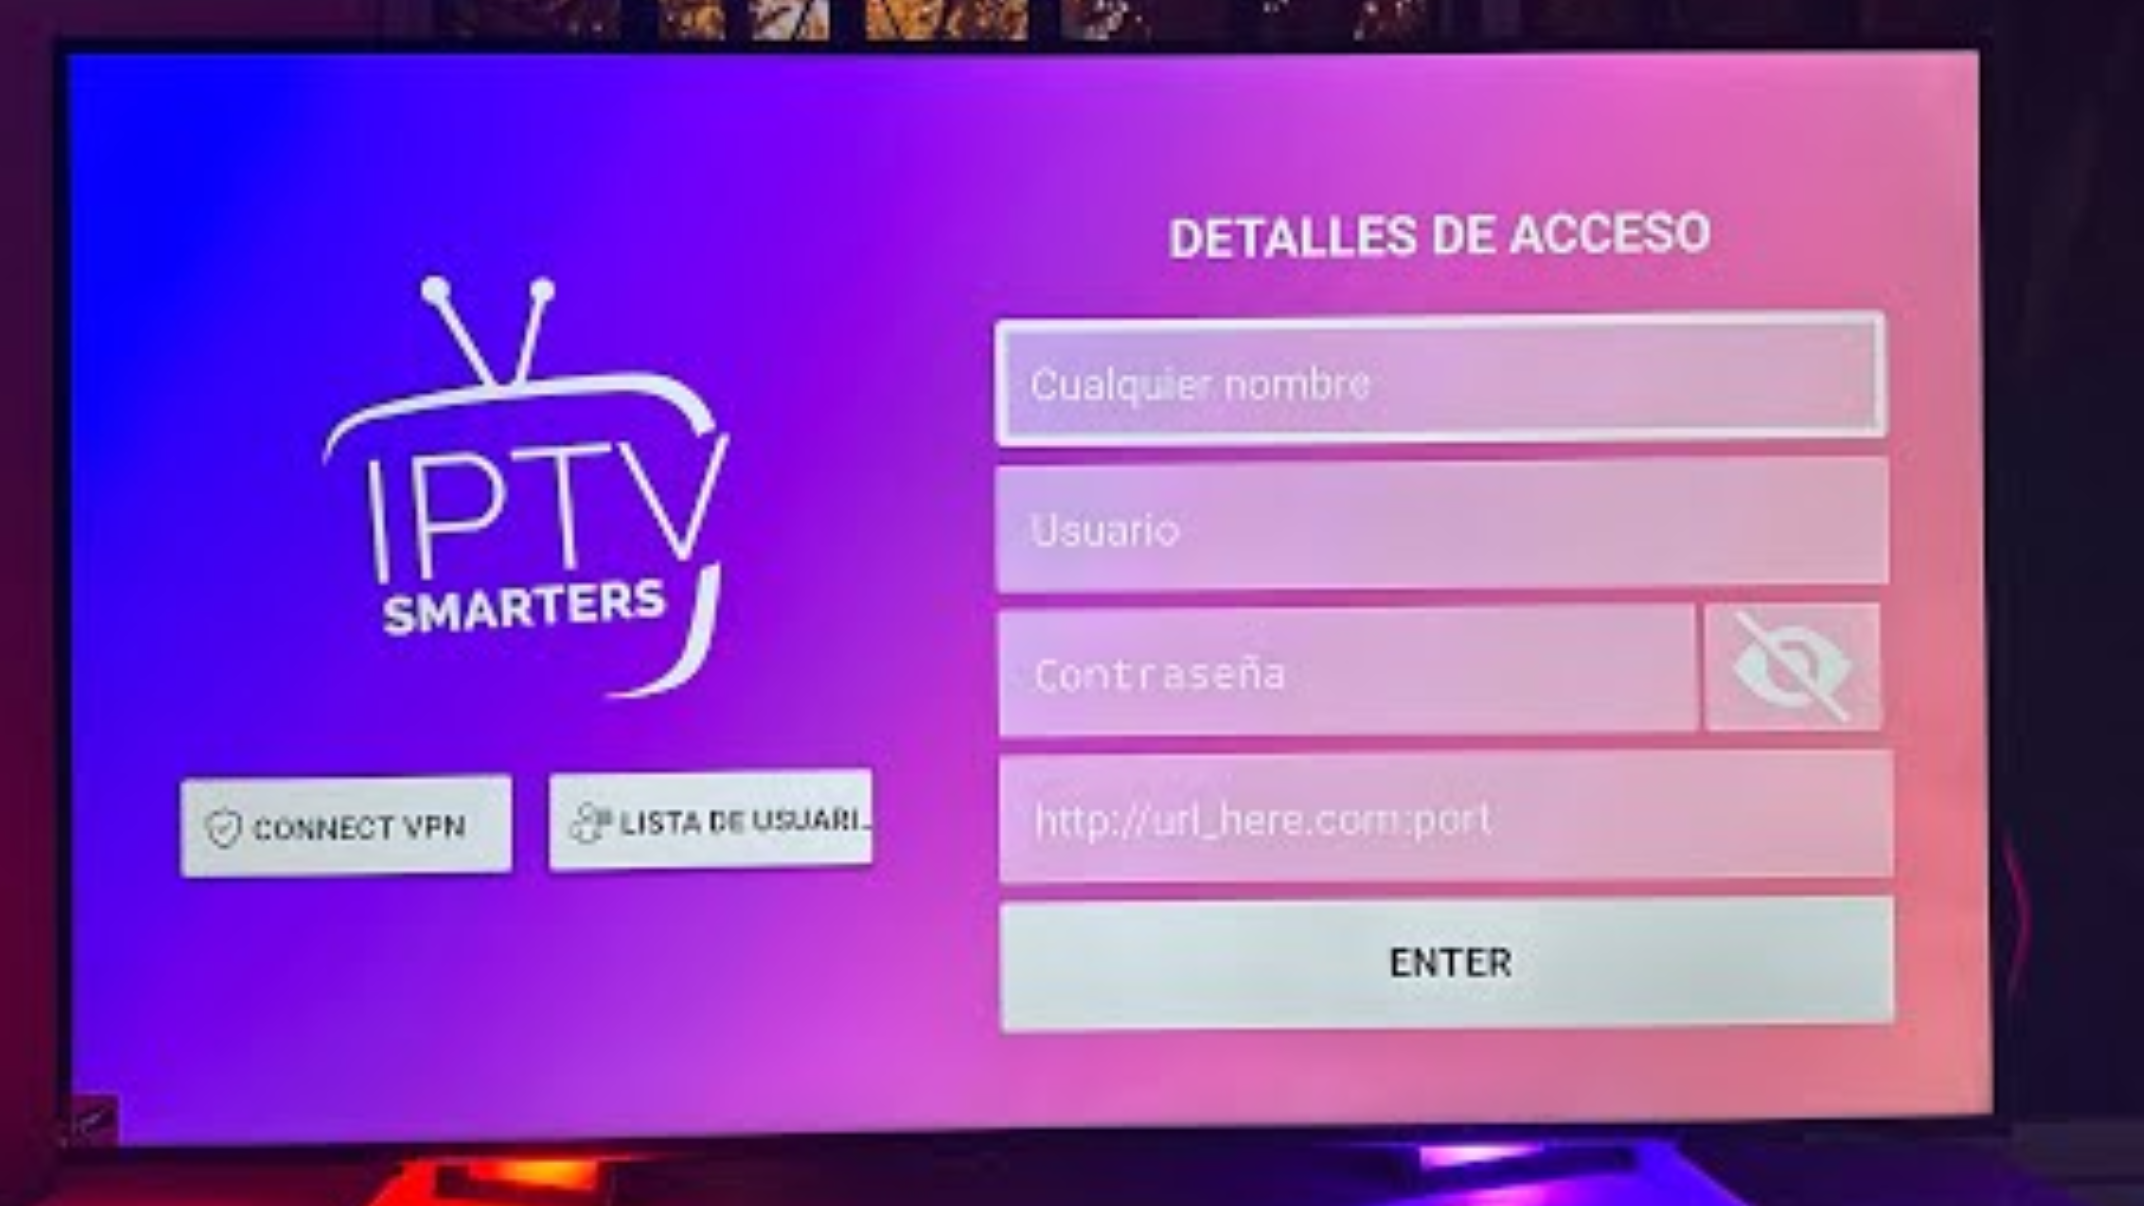 DETALLES DE ACCESO
Cualquier nombre
Usuario
Contraseña
http://url_here.com:port
ENTER
IPTV
SMARTERS
CONNECT VPN
LISTA DE USUARI..